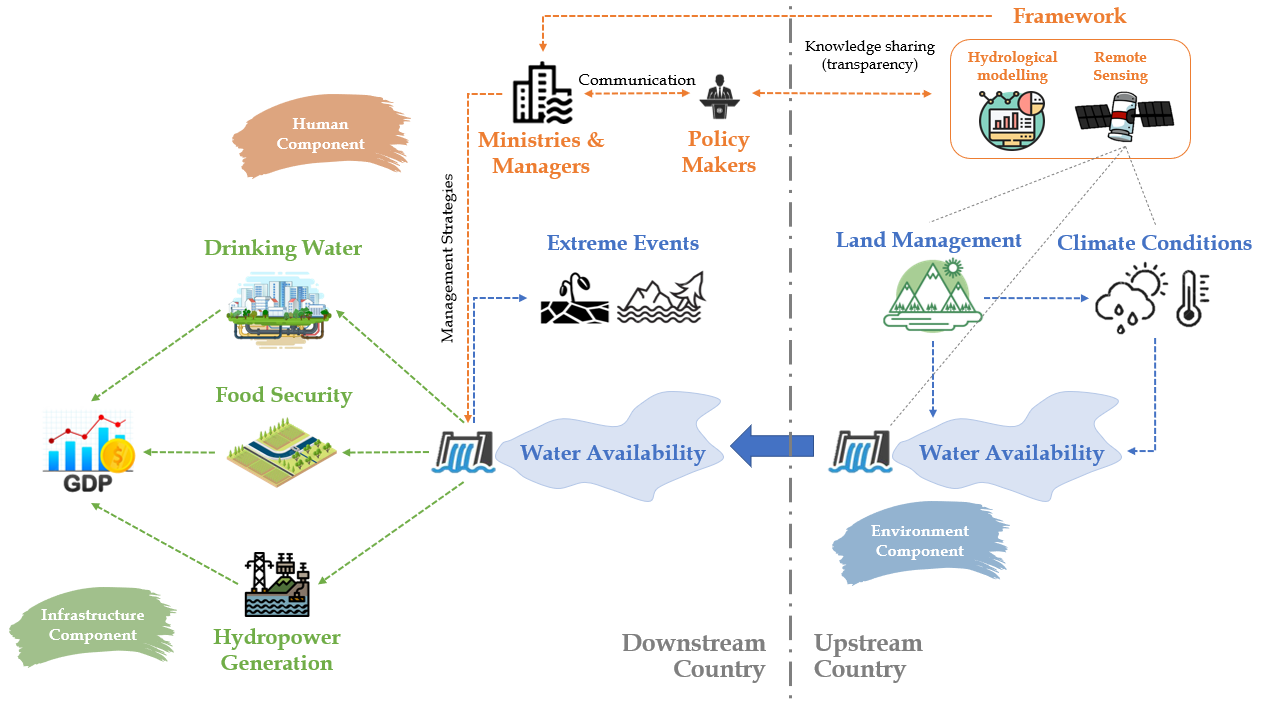 Framework
Knowledge sharing
(transparency)
Hydrological
modelling
Remote
Sensing
Communication
Ministries &
Managers
Policy
Makers
Human
Component
Management Strategies
Drinking Water
Extreme Events
Land Management
Climate Conditions
Food Security
GDP
Water Availability
Water Availability
Environment
Component
Infrastructure
Component
Hydropower
Generation
Downstream
Country
Upstream
Country